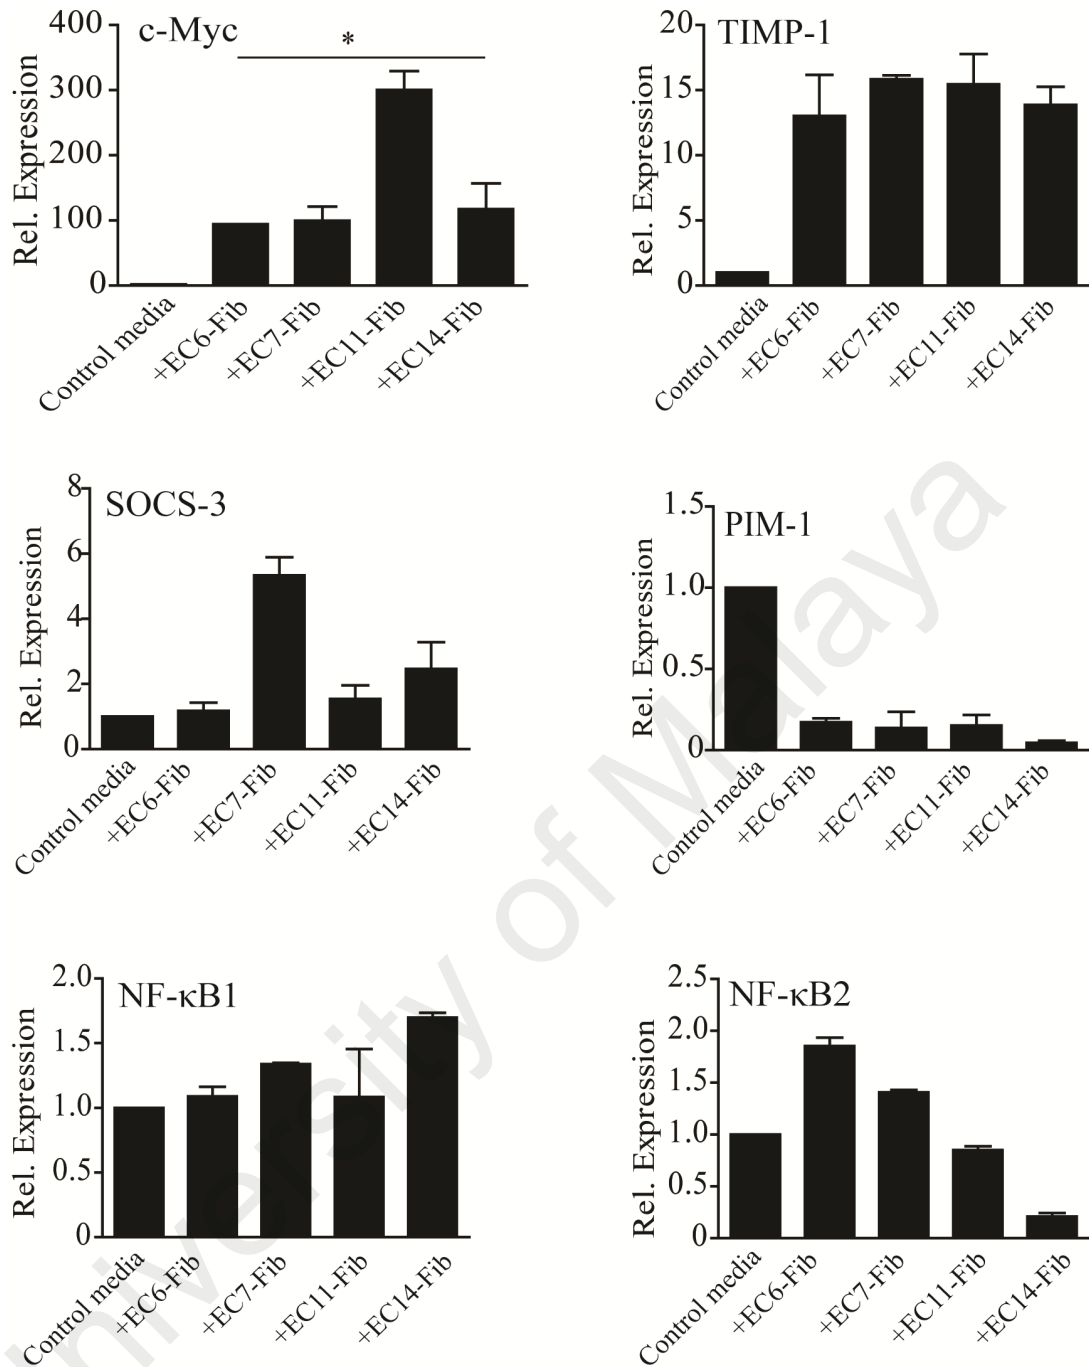 c-Myc
*
Rel. Expression
400
300
200
100
0
Control media
+EC6-Fib
+EC7-Fib
+EC11-Fib
+EC14-Fib
TIMP-1
Rel. Expression
20
15
10
5
0
Control media
+EC6-Fib
+EC7-Fib
+EC11-Fib
+EC14-Fib
SOCS-3
Rel. Expression
8
6
4
2
0
Control media
+EC6-Fib
+EC7-Fib
+EC11-Fib
+EC14-Fib
PIM-1
Rel. Expression
1.5
1.0
0.5
0
Control media
+EC6-Fib
+EC7-Fib
+EC11-Fib
+EC14-Fib
NF-κB1
Rel. Expression
2.0
1.5
1.0
0.5
0
Control media
+EC6-Fib
+EC7-Fib
+EC11-Fib
+EC14-Fib
NF-κB2
Rel. Expression
2.5
2.0
1.5
1.0
0.5
0
Control media
+EC6-Fib
+EC7-Fib
+EC11-Fib
+EC14-Fib
niversity of Malaya